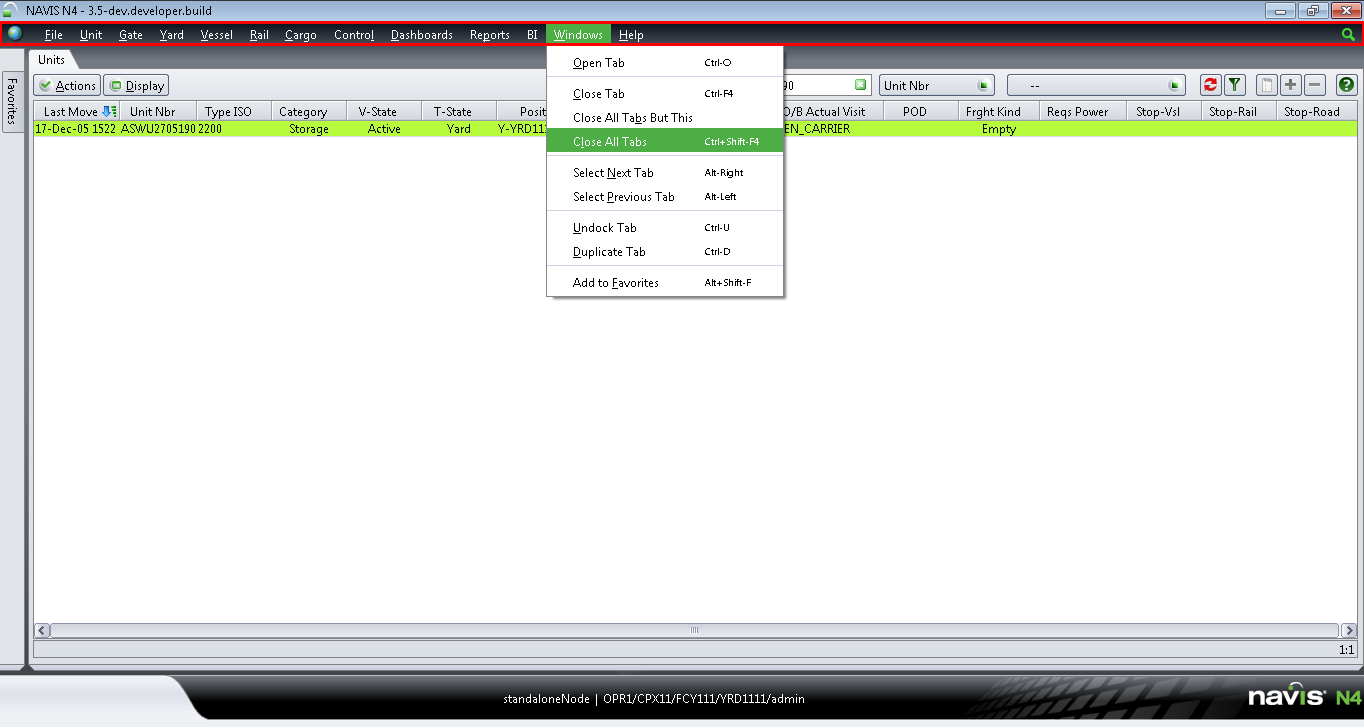 NAVIS N4 - 3.5-dev.developer.build
File Unit Gate Yard Vessel Rail Cargo Control Dashboards Reports BI Windows Help
Units
Favorites
Actions Display
90 Unit Nbr --
Last Move Unit Nbr Type ISO Category V-State T-State Posit O/B Actual Visit POD Frght Kind Reqs Power Stop-Vsl Stop-Rail Stop-Road
17-Dec-05 1522 ASWU2705190 2200 Storage Active Yard Y-YRD111 EN_CARRIER Empty
Open Tab Ctrl-O
Close Tab Ctrl-F4
Close All Tabs But This
Close All Tabs Ctrl+Shift-F4
Select Next Tab Alt-Right
Select Previous Tab Alt-Left
Undock Tab Ctrl-U
Duplicate Tab Ctrl-D
Add to Favorites Alt+Shift-F
1:1
standaloneNode | OPR1/CPX11/FCY111/YRD1111/admin
navis N4